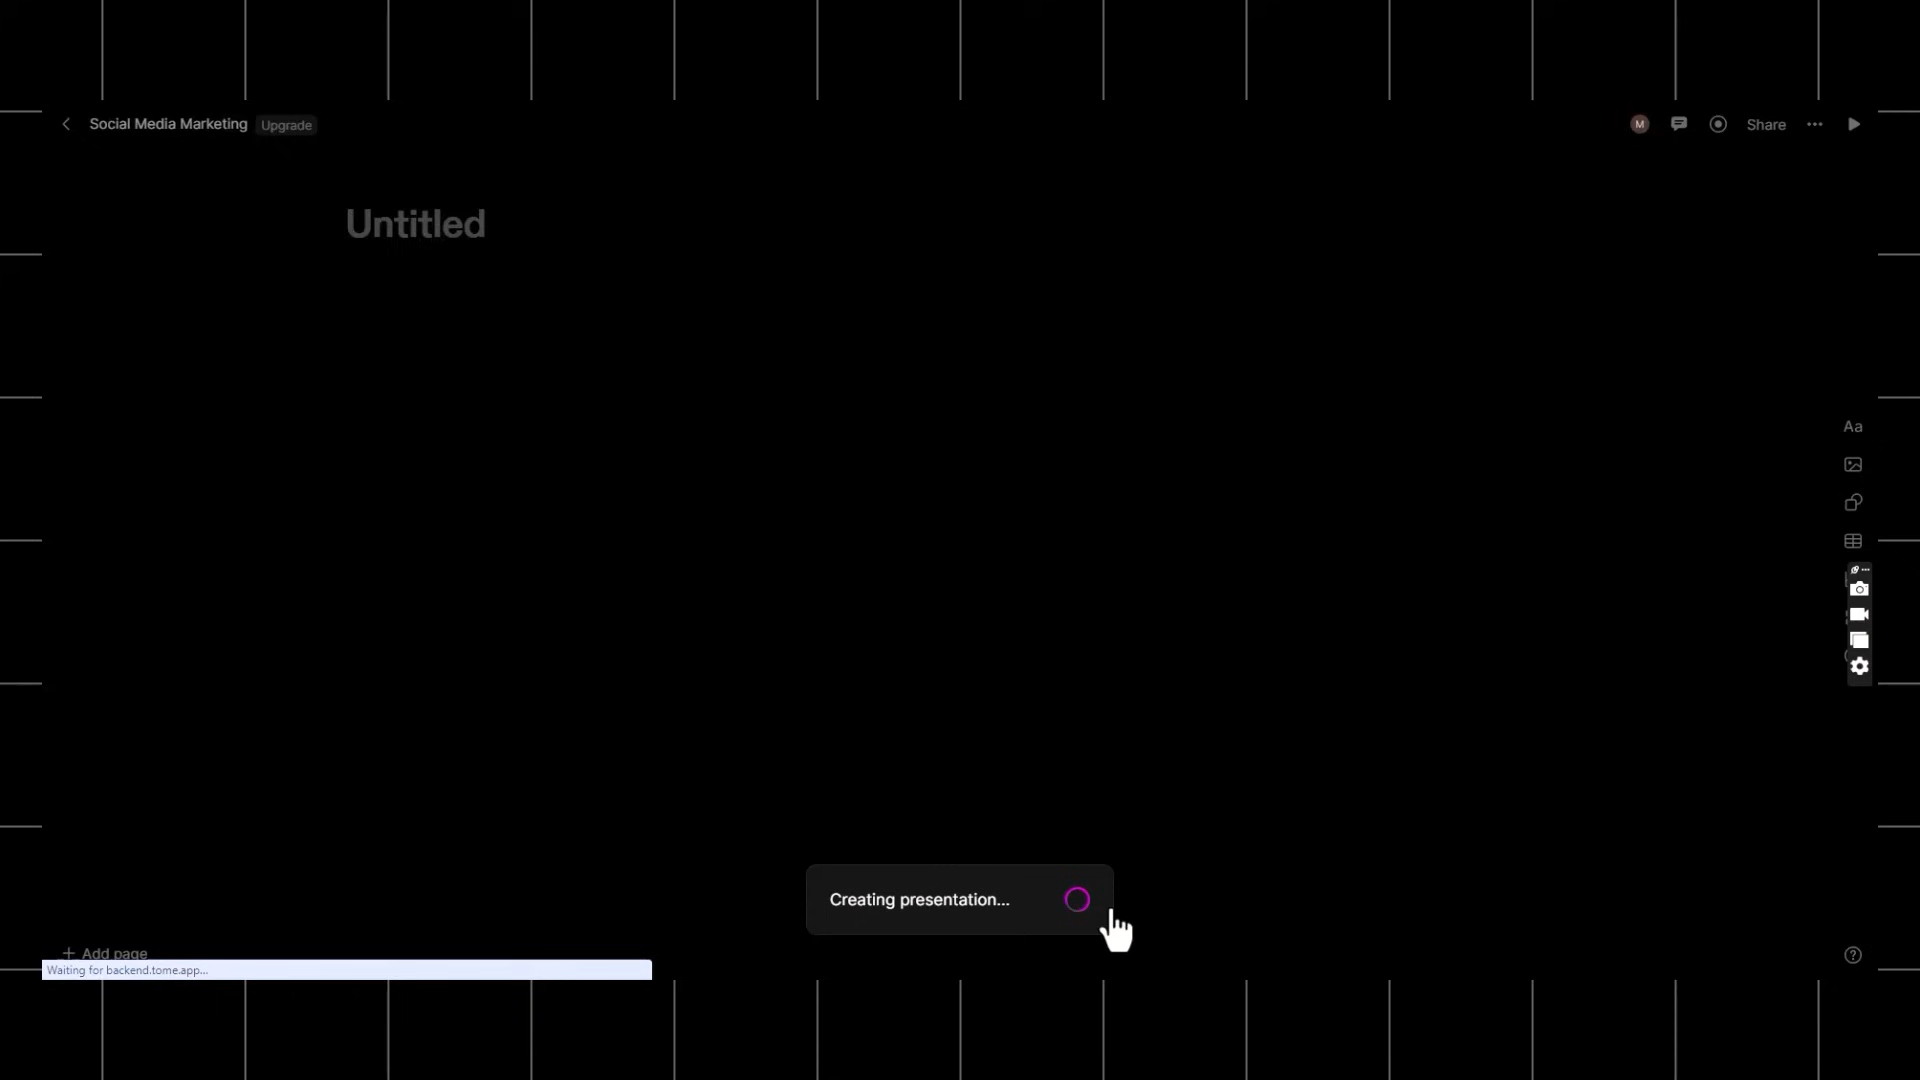 Social Media Marketing Upgrade
M Share
Untitled
Aa
Creating presentation...
+ Add page
Waiting for backend.tome.app...